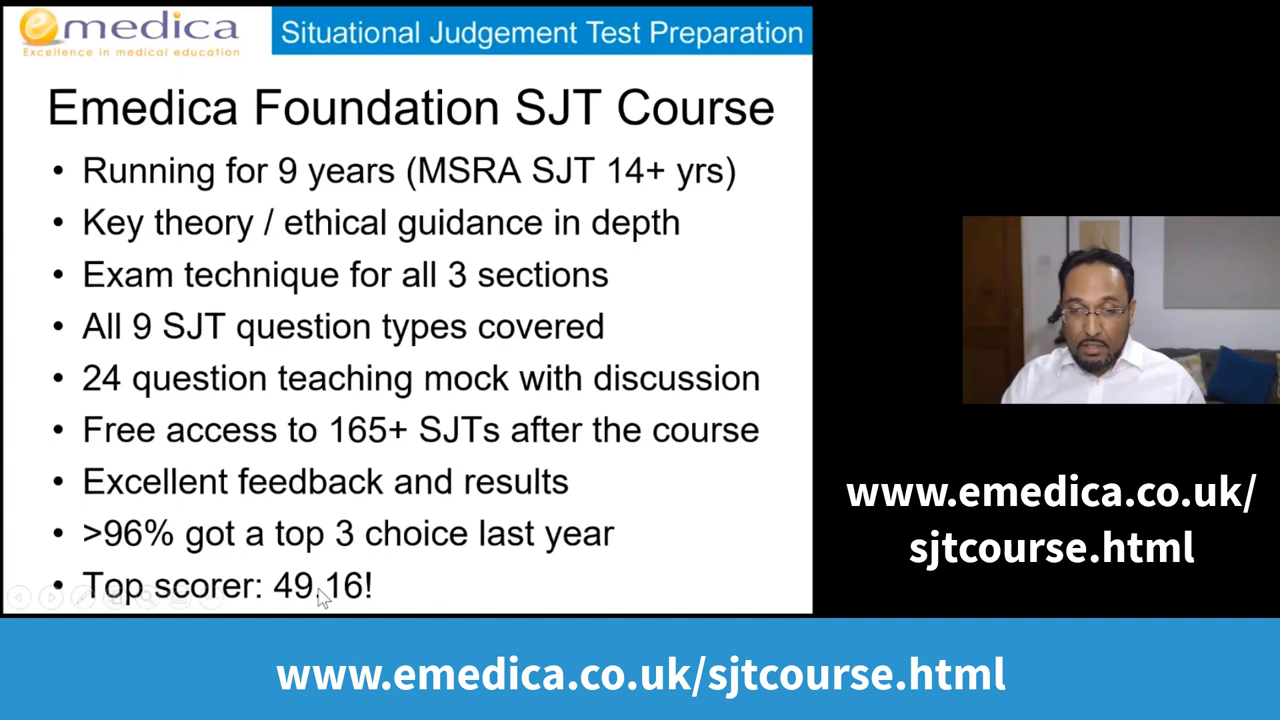 emedica
Excellence in medical education
Situational Judgement Test Preparation
Emedica Foundation SJT Course
• Running for 9 years (MSRA SJT 14+ yrs)
• Key theory / ethical guidance in depth
• Exam technique for all 3 sections
• All 9 SJT question types covered
• 24 question teaching mock with discussion
• Free access to 165+ SJTs after the course
• Excellent feedback and results
• >96% got a top 3 choice last year
• Top scorer: 49.16!
www.emedica.co.uk/
sjtcourse.html
www.emedica.co.uk/sjtcourse.html